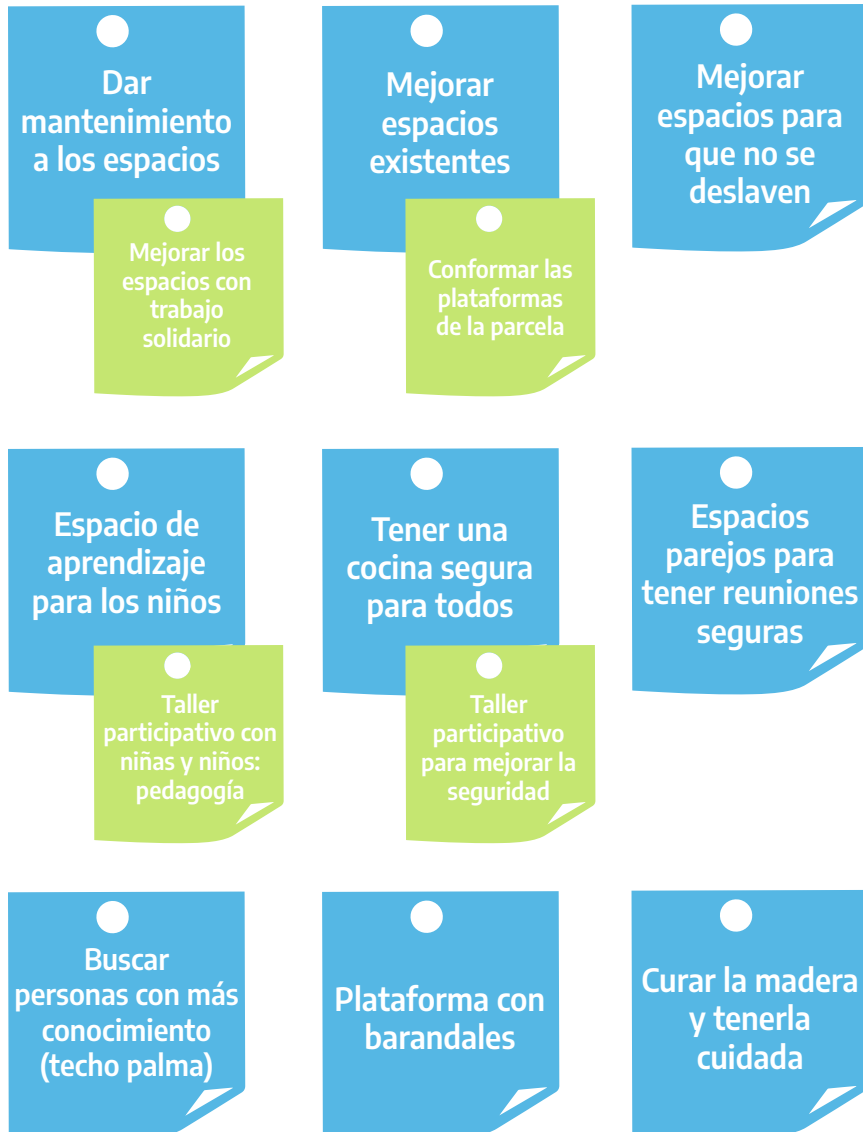 Dar
mantenimiento
a los espacios
Mejorar los
espacios con
trabajo
solidario
Mejorar
espacios
existentes
Conformar las
plataformas
de la parcela
Mejorar
espacios para
que no se
deslaven
Espacio de
aprendizaje
para los niños
Taller
participativo con
niñas y niños:
pedagogía
Tener una
cocina segura
para todos
Taller
participativo
para mejorar la
seguridad
Espacios
parejos para
tener reuniones
seguras
Buscar
personas con más
conocimiento
(techo palma)
Plataforma con
barandales
Curar la madera
y tenerla
cuidada